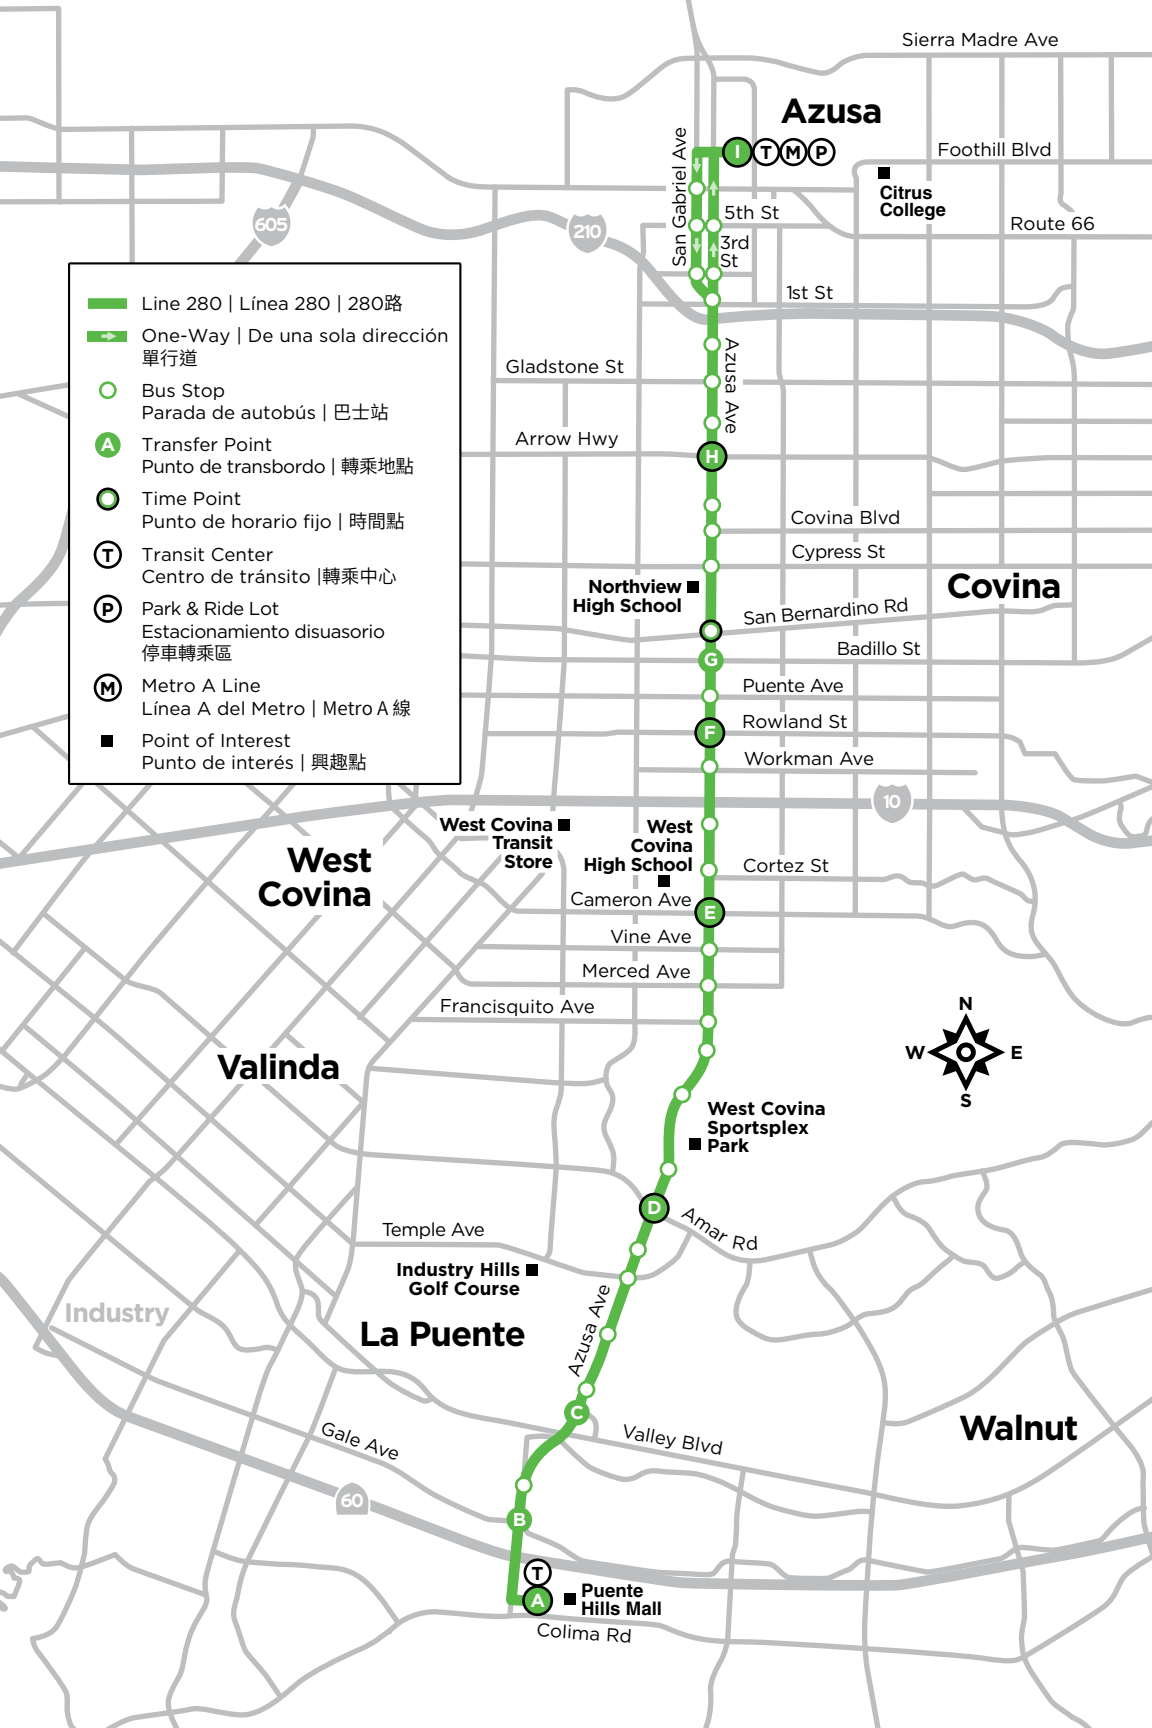 Sierra Madre Ave
Azusa
San Gabriel Ave
I
T
M
P
Foothill Blvd
Citrus
College
5th St
Route 66
605
210
3rd
St
1st St
Line 280 | Línea 280 | 280路
One-Way | De una sola dirección
單行道
Bus Stop
Parada de autobús | 巴士站
A
Transfer Point
Punto de transbordo | 轉乘地點
Time Point
Punto de horario fijo | 時間點
T
Transit Center
Centro de tránsito |轉乘中心
P
Park & Ride Lot
Estacionamiento disuasorio
停車轉乘區
M
Metro A Line
Línea A del Metro | Metro A 線
Point of Interest
Punto de interés | 興趣點
Azusa Ave
Gladstone St
Arrow Hwy
H
Covina Blvd
Cypress St
Northview
High School
Covina
San Bernardino Rd
Badillo St
G
Puente Ave
Rowland St
F
Workman Ave
10
West Covina
Transit
Store
West
Covina
High School
West
Covina
Cortez St
Cameron Ave
E
Vine Ave
Merced Ave
Francisquito Ave
N
W
E
S
Valinda
West Covina
Sportsplex
Park
D
Amar Rd
Temple Ave
Industry Hills
Golf Course
Industry
La Puente
Azusa Ave
C
Walnut
Gale Ave
Valley Blvd
60
B
T
A
Puente
Hills Mall
Colima Rd